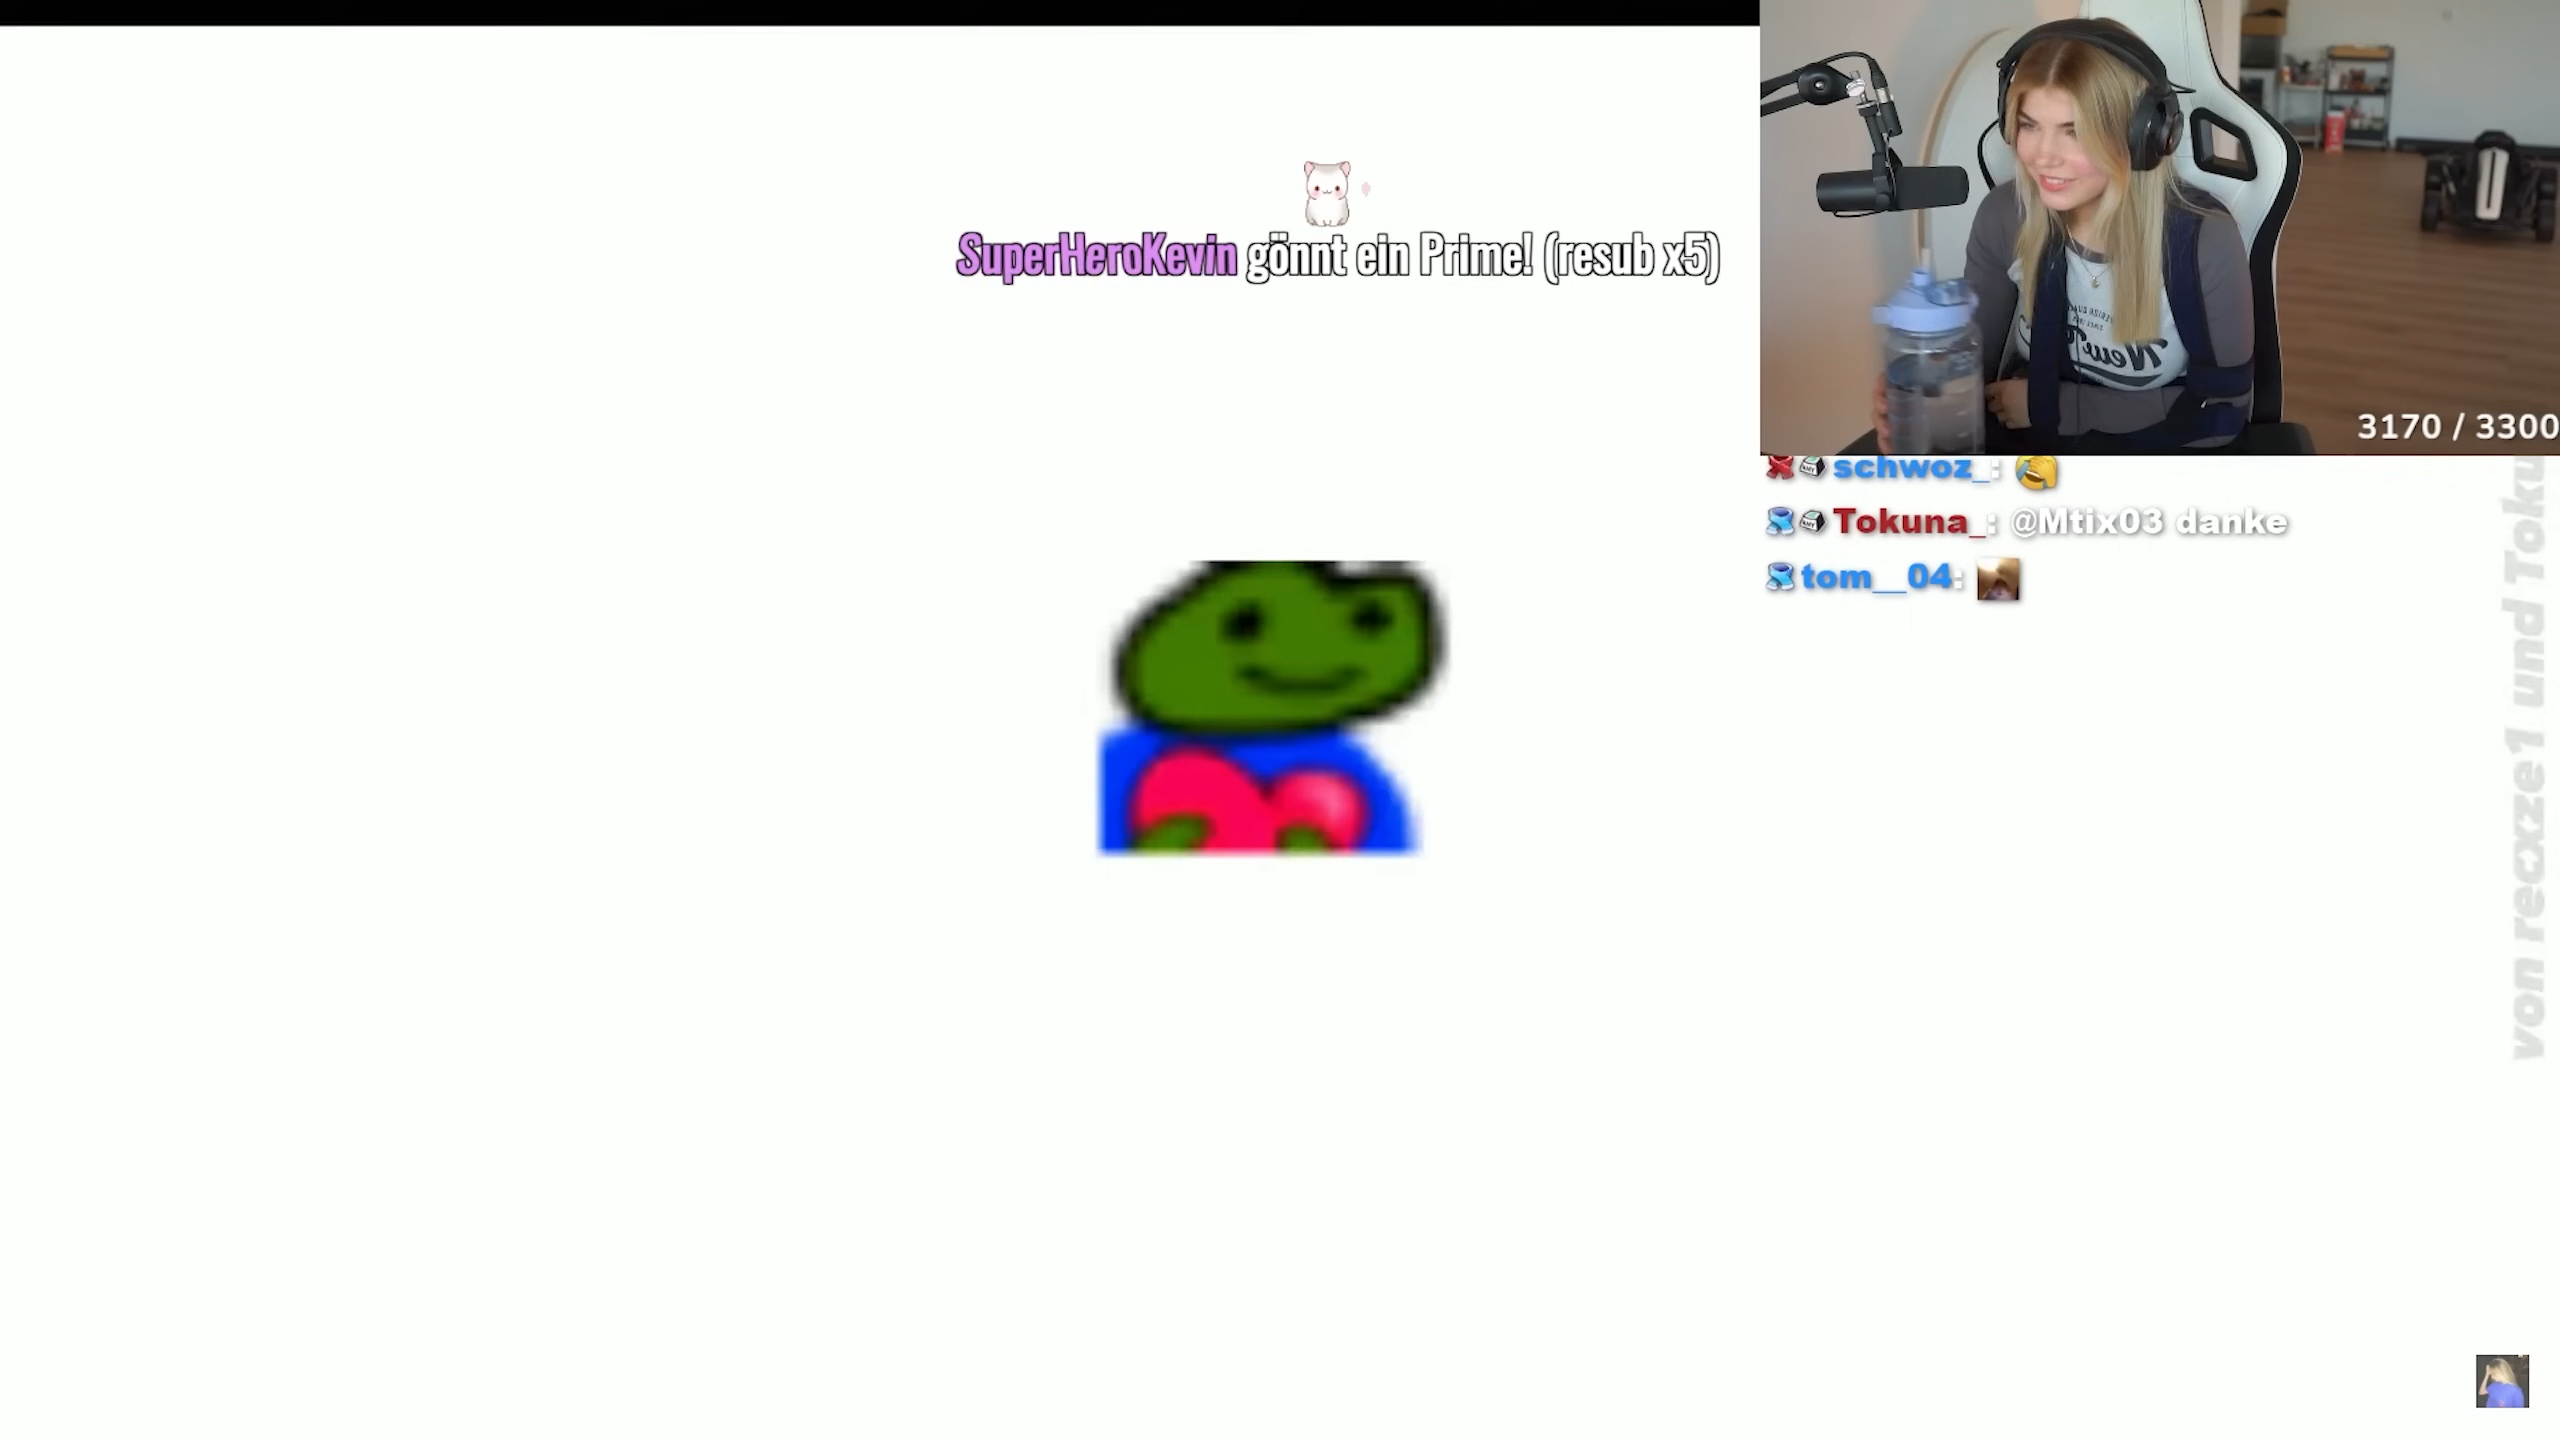 SuperHeroKevin gönnt ein Prime! (resub x5)
3170 / 3300
schwoz_:
Tokuna_: @Mtix03 danke
tom__04:
von recxze1 und Toku